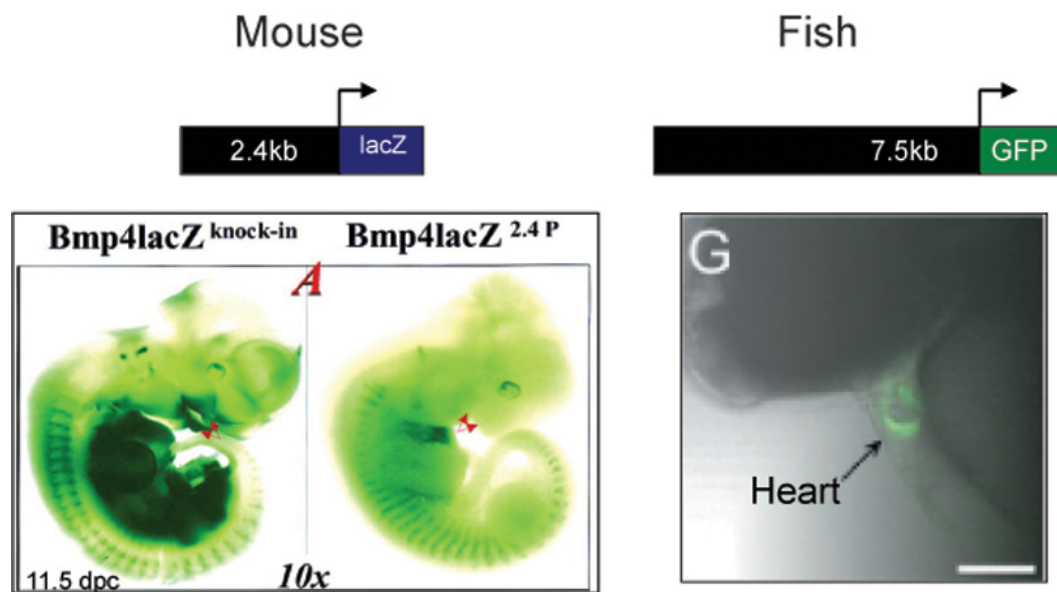 Mouse
Fish
2.4kb
lacZ
7.5kb
GFP
Bmp4lacZ knock-in
Bmp4lacZ 2.4 P
A
11.5 dpc
10x
G
Heart